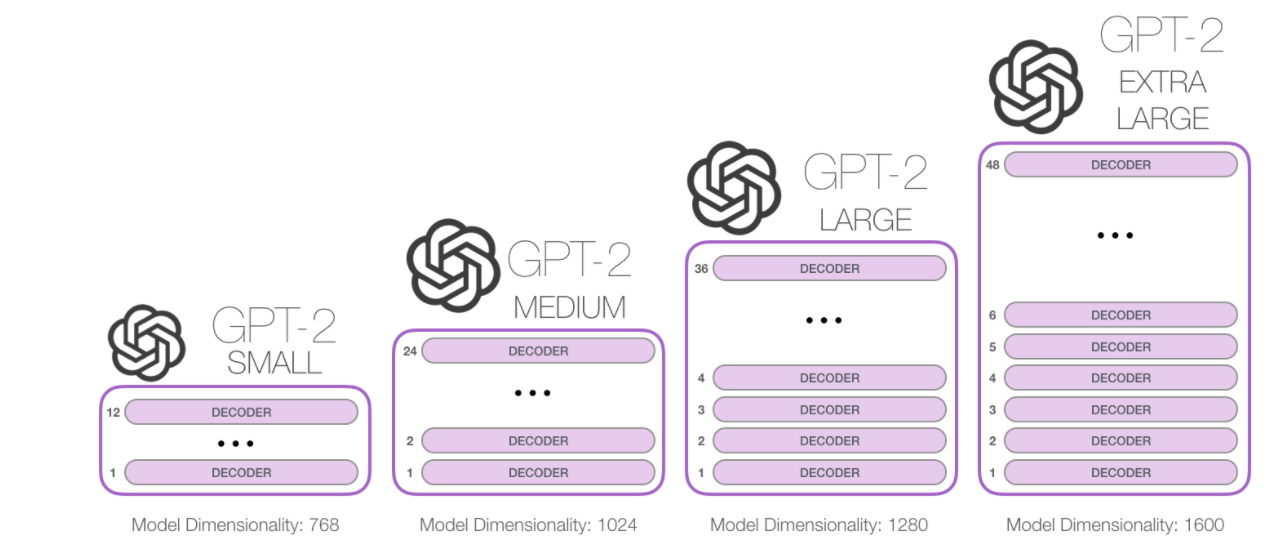 GPT-2
SMALL
12 DECODER
...
1 DECODER
Model Dimensionality: 768
GPT-2
MEDIUM
24 DECODER
...
2 DECODER
1 DECODER
Model Dimensionality: 1024
GPT-2
LARGE
36 DECODER
...
4 DECODER
3 DECODER
2 DECODER
1 DECODER
Model Dimensionality: 1280
GPT-2
EXTRA
LARGE
48 DECODER
...
6 DECODER
5 DECODER
4 DECODER
3 DECODER
2 DECODER
1 DECODER
Model Dimensionality: 1600